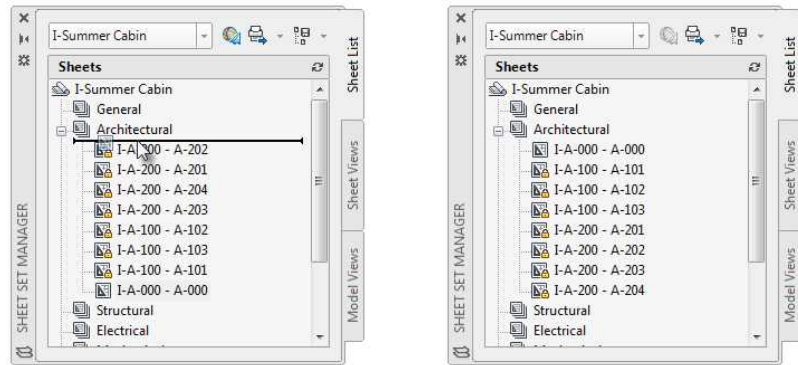 I-Summer Cabin
Sheets
I-Summer Cabin
General
Architectural
I-A-200 - A-202
I-A-200 - A-201
I-A-200 - A-204
I-A-200 - A-203
I-A-100 - A-102
I-A-100 - A-103
I-A-100 - A-101
I-A-000 - A-000
Structural
Electrical
SHEET SET MANAGER
Sheet List
Sheet Views
Model Views
I-Summer Cabin
Sheets
I-Summer Cabin
General
Architectural
I-A-000 - A-000
I-A-100 - A-101
I-A-100 - A-102
I-A-100 - A-103
I-A-200 - A-201
I-A-200 - A-202
I-A-200 - A-203
I-A-200 - A-204
Structural
Electrical
SHEET SET MANAGER
Sheet List
Sheet Views
Model Views